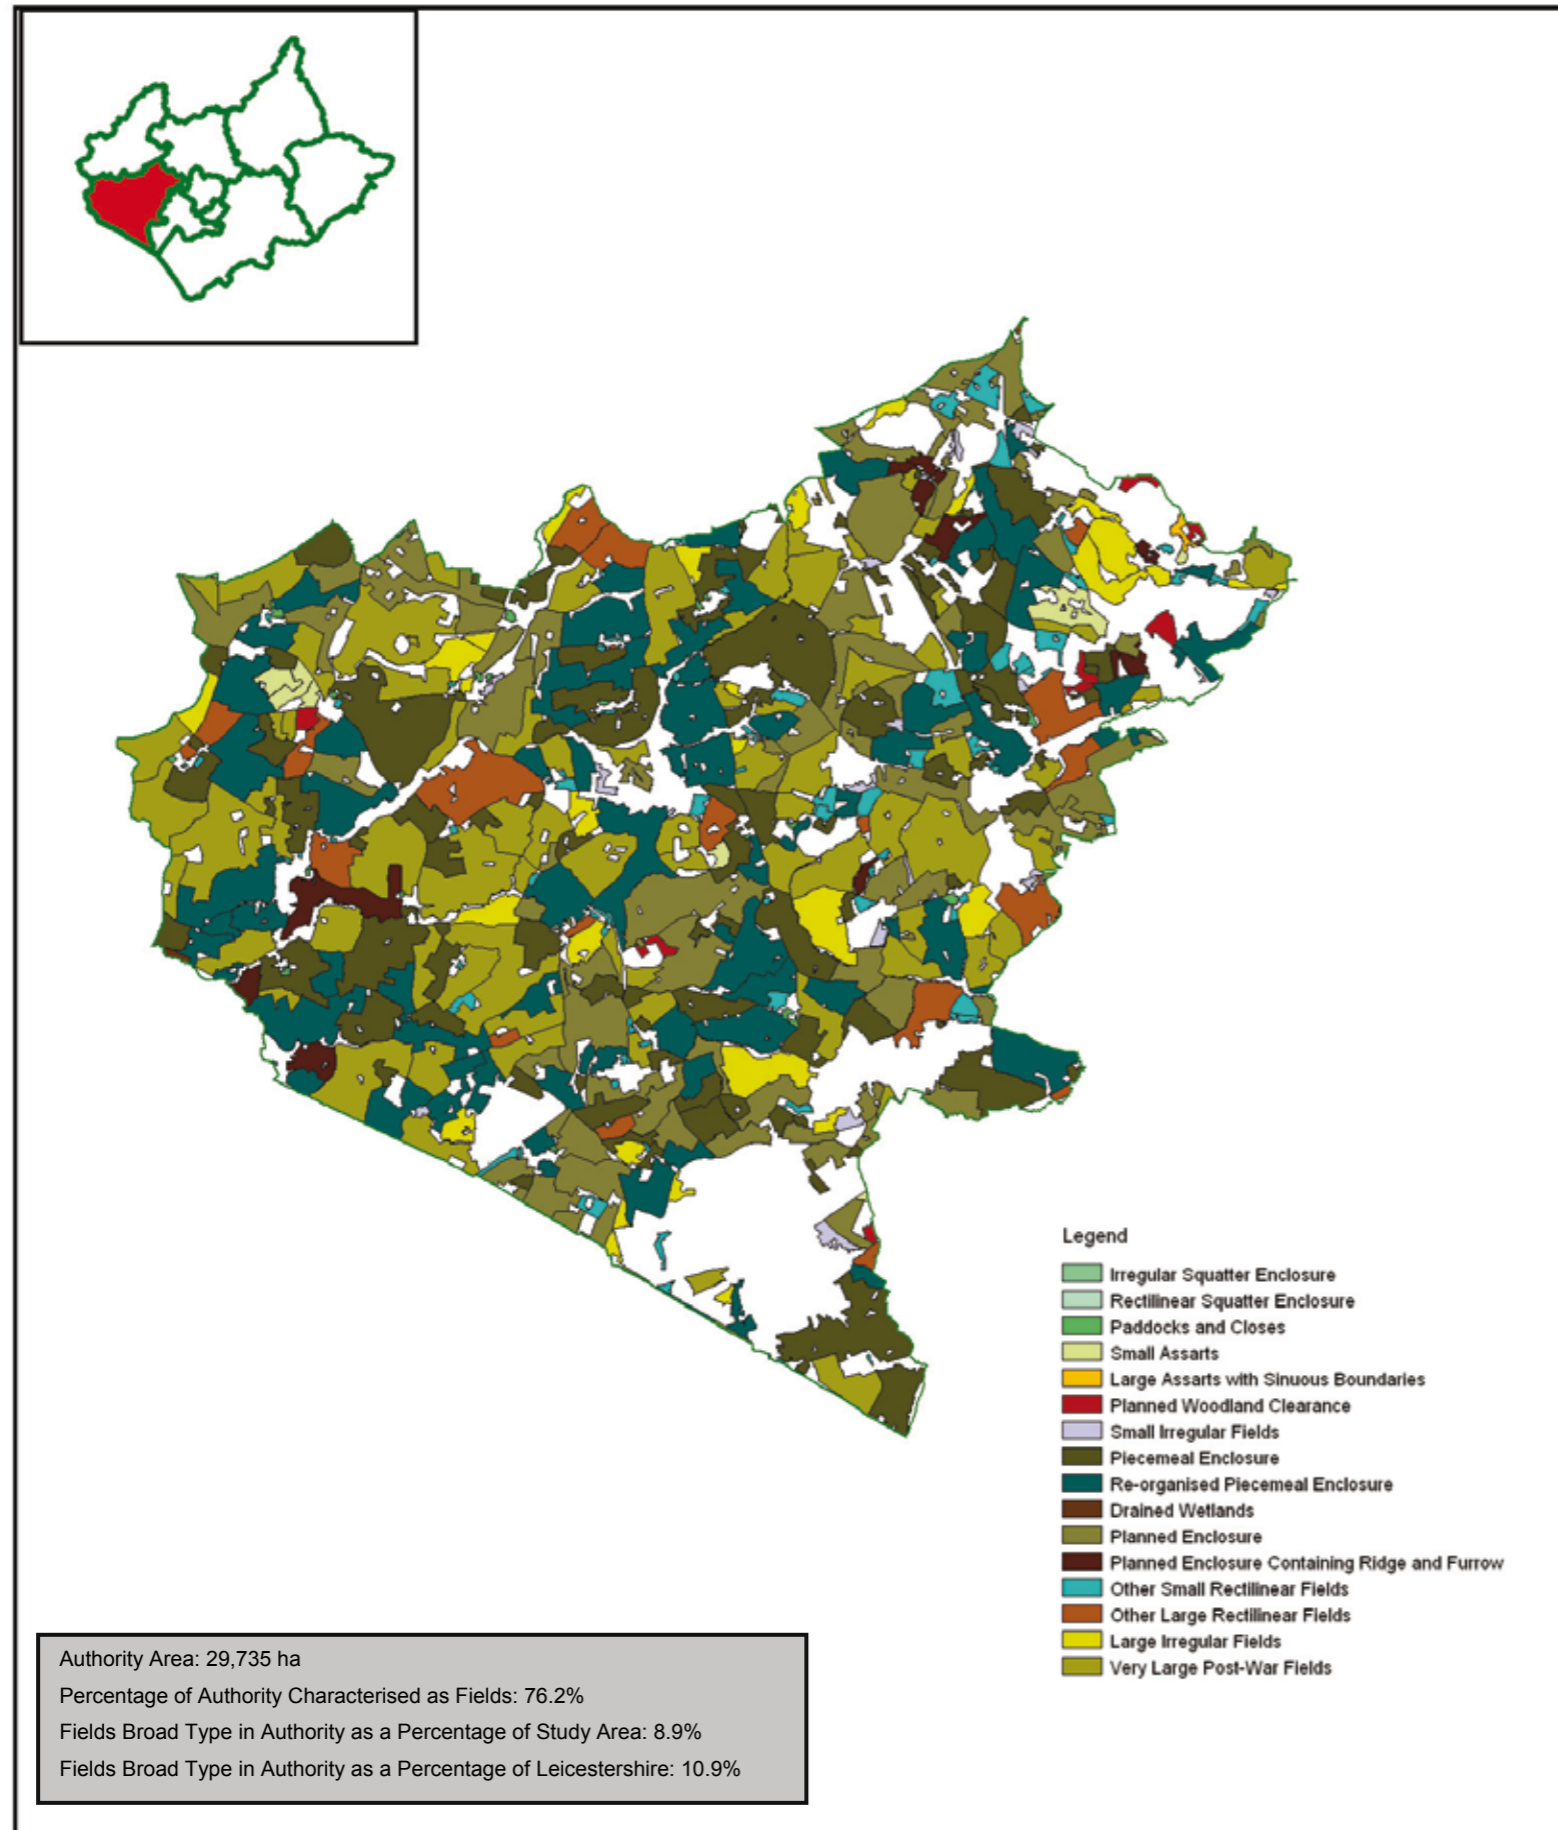 Legend
Irregular Squatter Enclosure
Rectilinear Squatter Enclosure
Paddocks and Closes
Small Assarts
Large Assarts with Sinuous Boundaries
Planned Woodland Clearance
Small Irregular Fields
Piecemeal Enclosure
Re-organised Piecemeal Enclosure
Drained Wetlands
Planned Enclosure
Planned Enclosure Containing Ridge and Furrow
Other Small Rectilinear Fields
Other Large Rectilinear Fields
Large Irregular Fields
Very Large Post-War Fields
Authority Area: 29,735 ha
Percentage of Authority Characterised as Fields: 76.2%
Fields Broad Type in Authority as a Percentage of Study Area: 8.9%
Fields Broad Type in Authority as a Percentage of Leicestershire: 10.9%